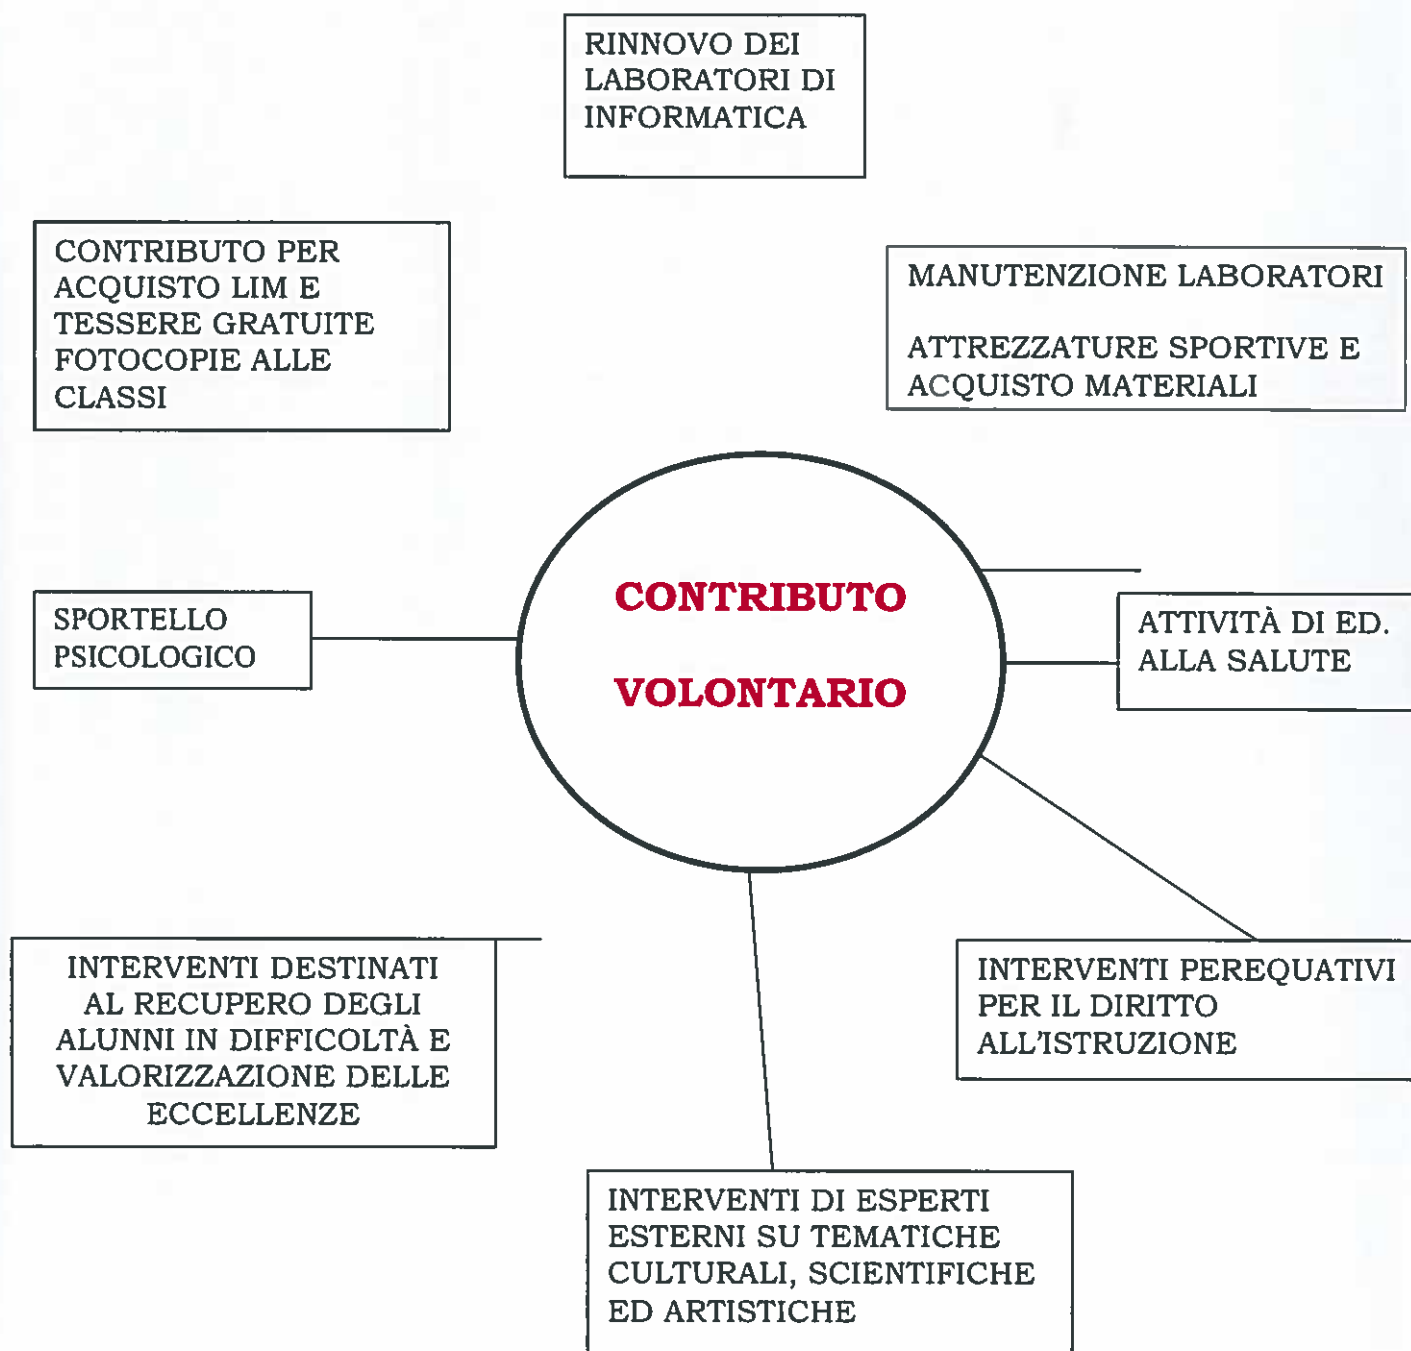 RINNOVO DEI
LABORATORI DI
INFORMATICA
CONTRIBUTO PER
ACQUISTO LIM E
TESSERE GRATUITE
FOTOCOPIE ALLE
CLASSI
MANUTENZIONE LABORATORI
ATTREZZATURE SPORTIVE E
ACQUISTO MATERIALI
CONTRIBUTO
VOLONTARIO
SPORTELLO
PSICOLOGICO
ATTIVITÀ DI ED.
ALLA SALUTE
INTERVENTI DESTINATI
AL RECUPERO DEGLI
ALUNNI IN DIFFICOLTÀ E
VALORIZZAZIONE DELLE
ECCELLENZE
INTERVENTI PEREQUATIVI
PER IL DIRITTO
ALL'ISTRUZIONE
INTERVENTI DI ESPERTI
ESTERNI SU TEMATICHE
CULTURALI, SCIENTIFICHE
ED ARTISTICHE